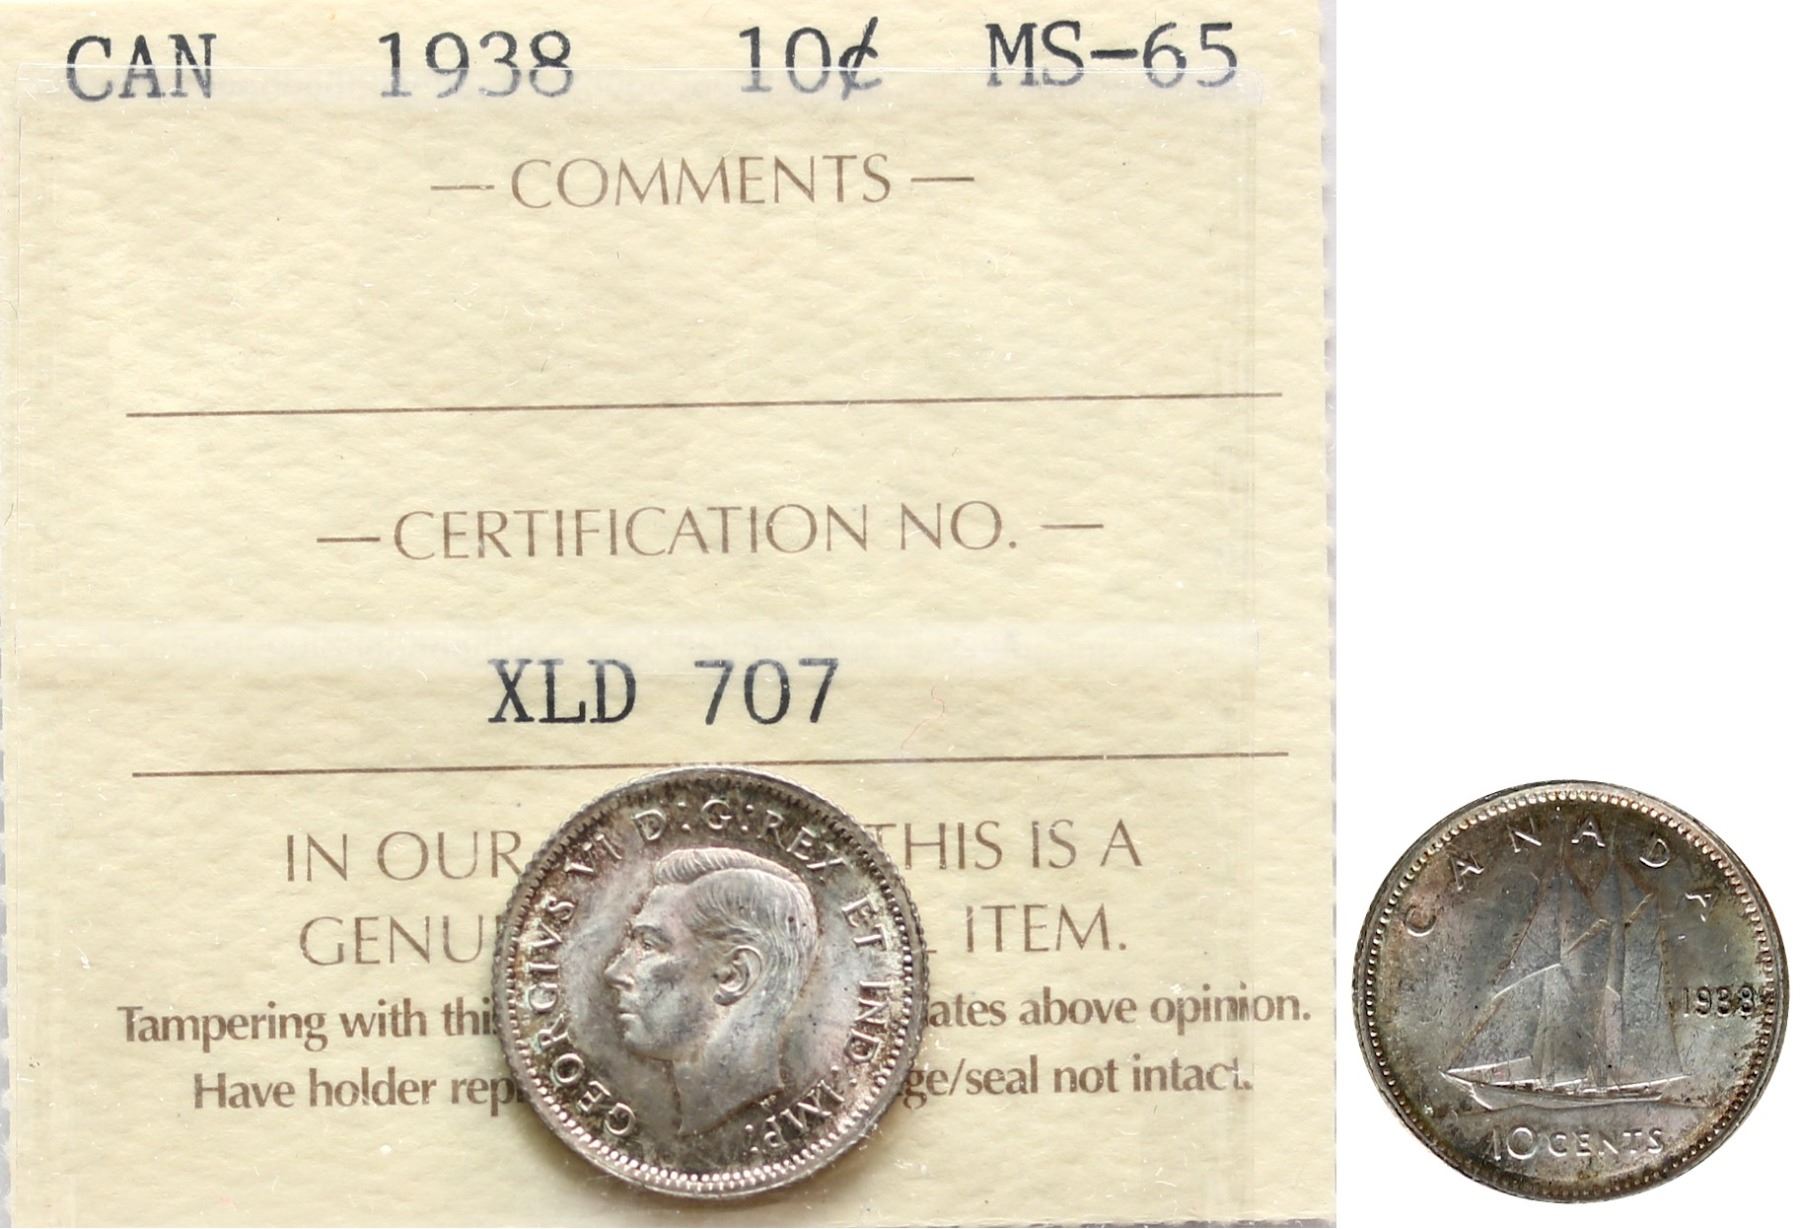 CAN 1938 10¢ MS-65
— COMMENTS —
— CERTIFICATION NO. —
XLD 707
IN OUR THIS IS A
GENU L ITEM.
Tampering with thi ates above opinion.
Have holder rep ge/seal not intact.
GEORGIVS VI D:G:REX ET IND:IMP:
CANADA
1938
10 CENTS